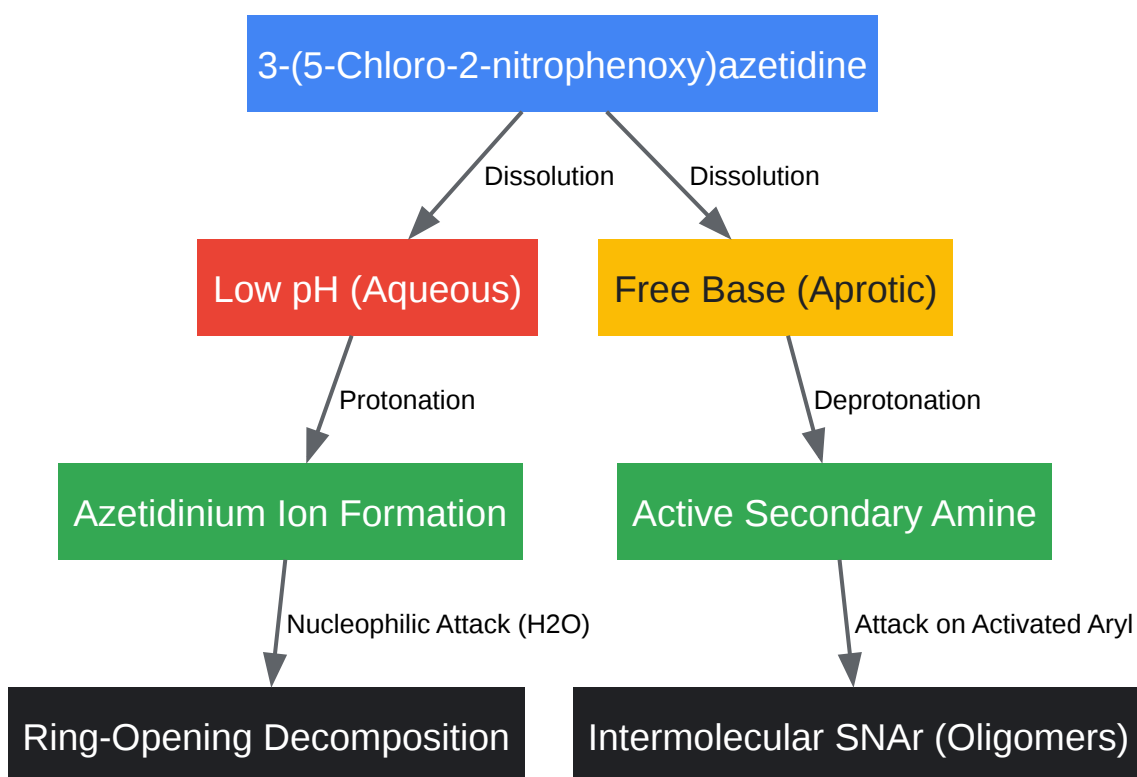 3-(5-Chloro-2-nitrophenoxy)azetidine
Dissolution
Dissolution
Low pH (Aqueous)
Free Base (Aprotic)
Protonation
Deprotonation
Azetidinium Ion Formation
Active Secondary Amine
Nucleophilic Attack (H2O)
Attack on Activated Aryl
Ring-Opening Decomposition
Intermolecular SNAr (Oligomers)